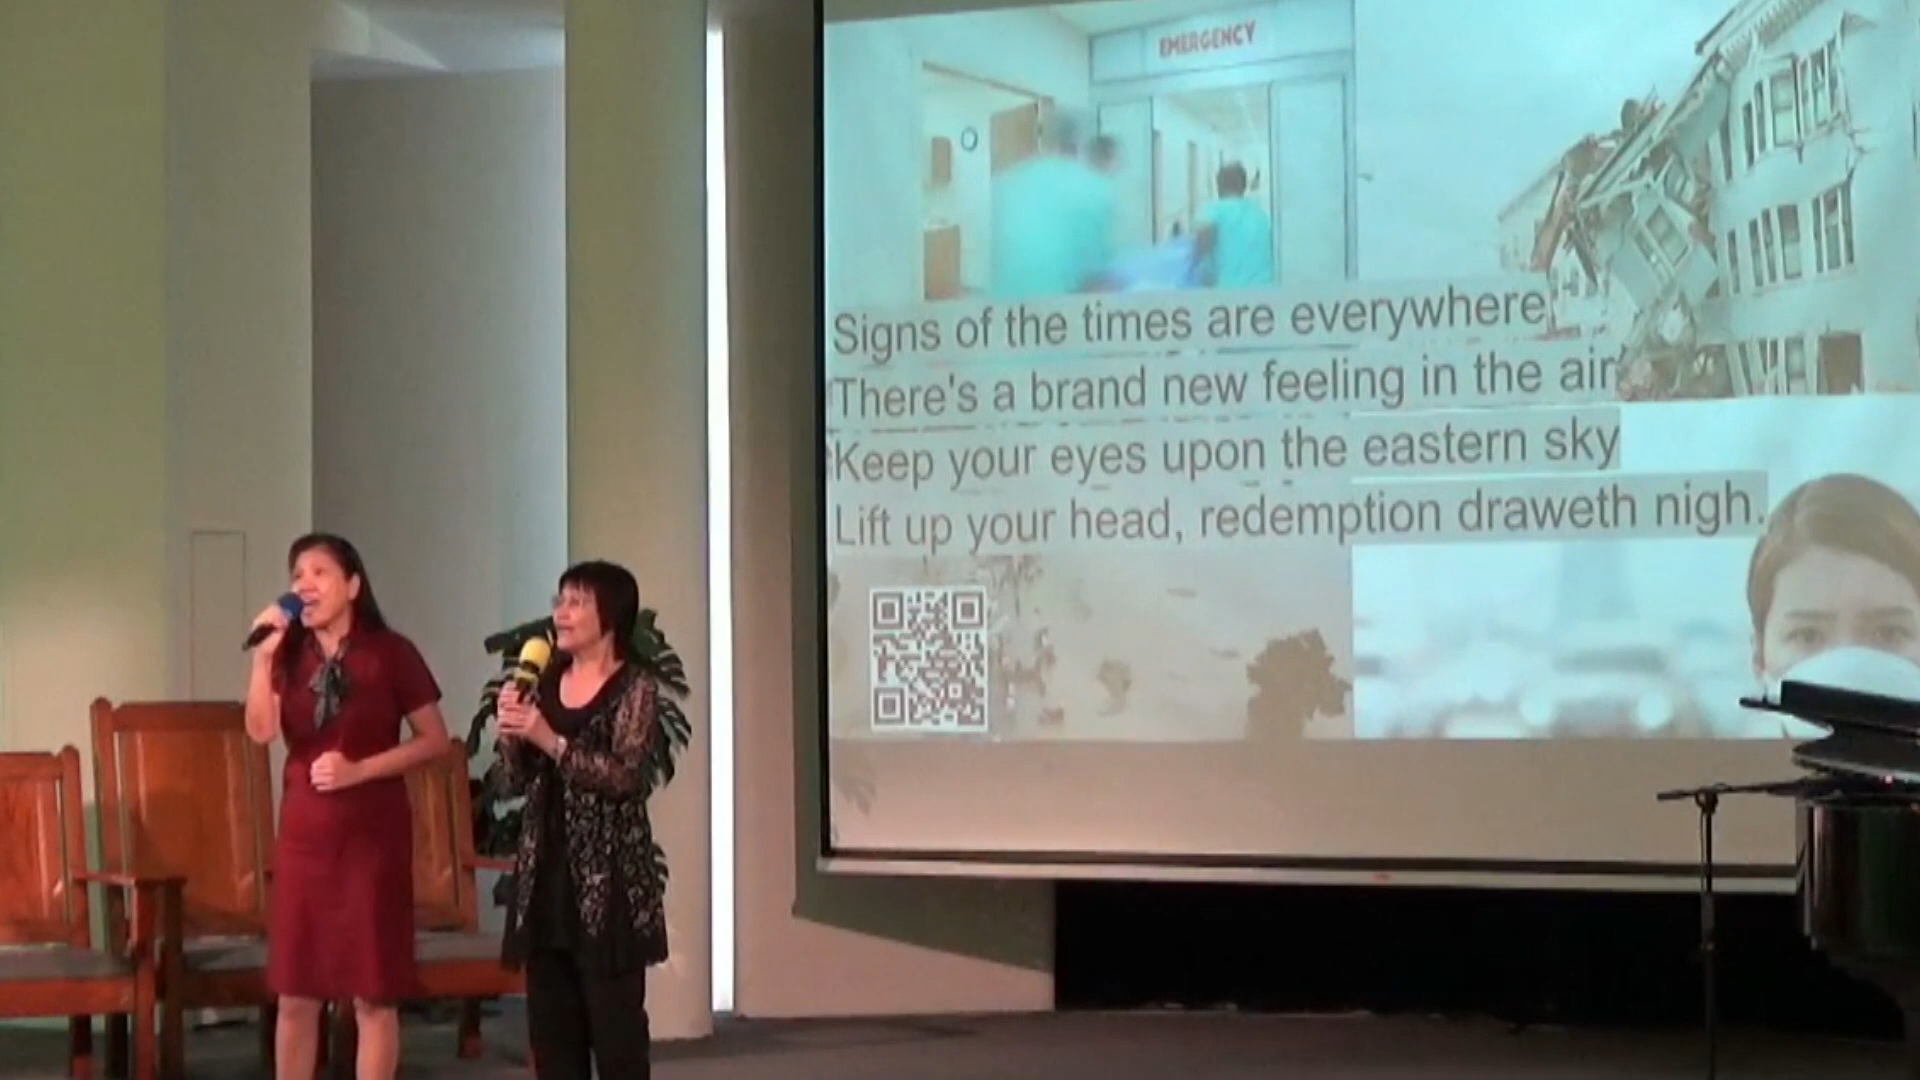 EMERGENCY
Signs of the times are everywhere
There's a brand new feeling in the air
Keep your eyes upon the eastern sky
Lift up your head, redemption draweth nigh.